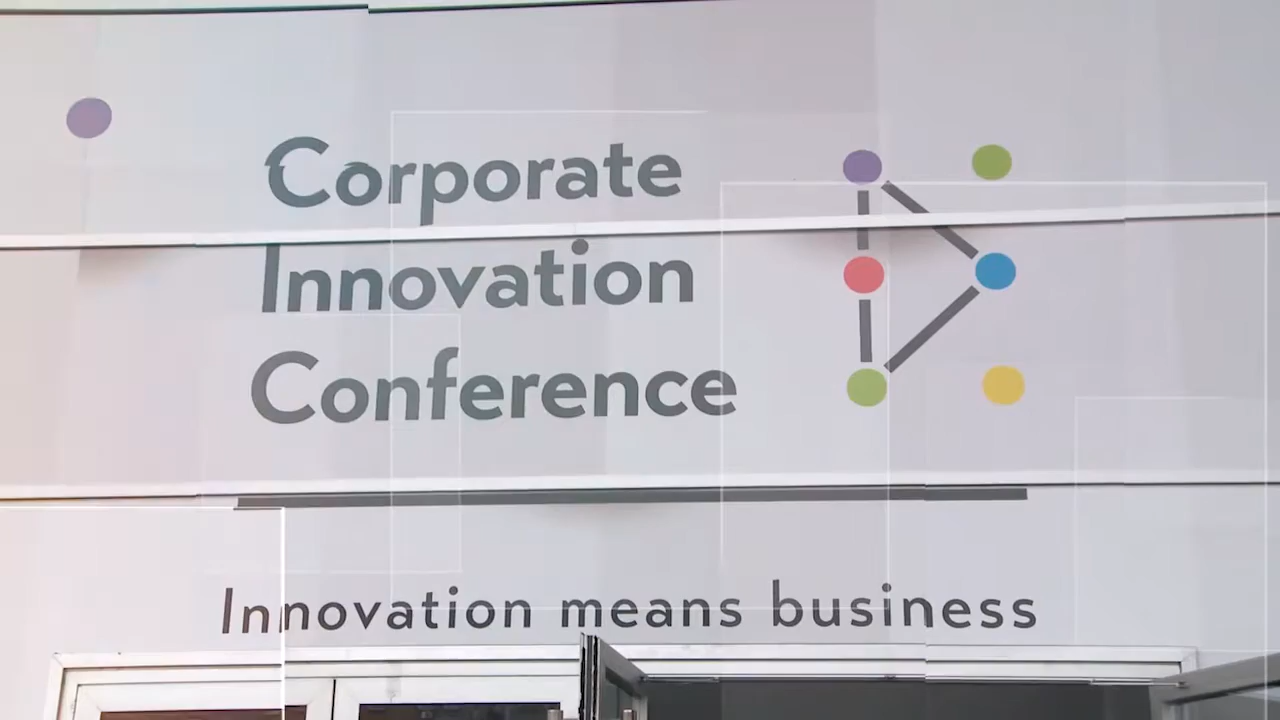 Corporate
Innovation
Conference
Innovation means business